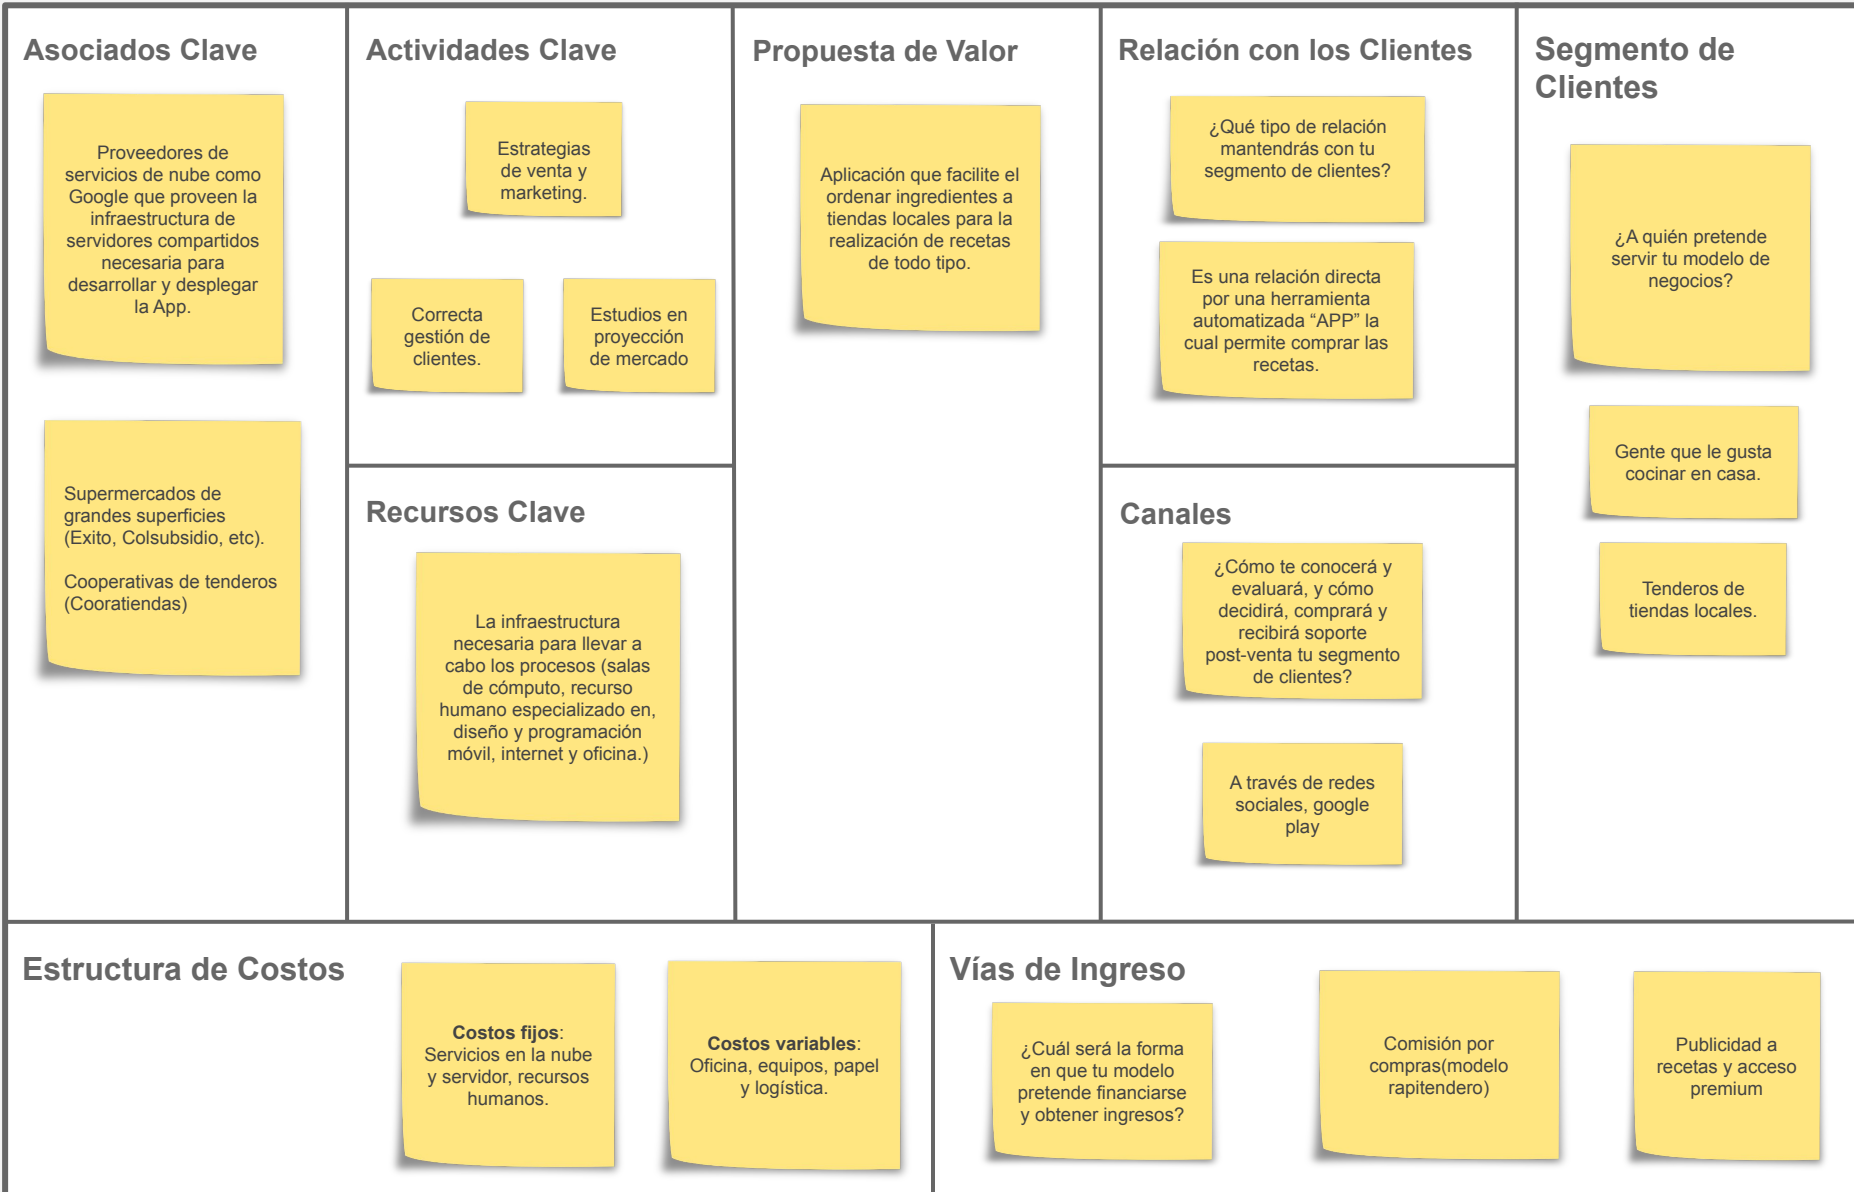 Asociados Clave
Proveedores de
servicios de nube como
Google que proveen la
infraestructura de
servidores compartidos
necesaria para
desarrollar y desplegar
la App.
Supermercados de
grandes superficies
(Exito, Colsubsidio, etc).
Cooperativas de tenderos
(Cooratiendas)
Actividades Clave
Estrategias
de venta y
marketing.
Correcta
gestión de
clientes.
Estudios en
proyección
de mercado
Recursos Clave
La infraestructura
necesaria para llevar a
cabo los procesos (salas
de cómputo, recurso
humano especializado en,
diseño y programación
móvil, internet y oficina.)
Propuesta de Valor
Aplicación que facilite el
ordenar ingredientes a
tiendas locales para la
realización de recetas
de todo tipo.
Relación con los Clientes
¿Qué tipo de relación
mantendrás con tu
segmento de clientes?
Es una relación directa
por una herramienta
automatizada “APP” la
cual permite comprar las
recetas.
Canales
¿Cómo te conocerá y
evaluará, y cómo
decidirá, comprará y
recibirá soporte
post-venta tu segmento
de clientes?
A través de redes
sociales, google
play
Segmento de
Clientes
¿A quién pretende
servir tu modelo de
negocios?
Gente que le gusta
cocinar en casa.
Tenderos de
tiendas locales.
Estructura de Costos
Costos fijos:
Servicios en la nube
y servidor, recursos
humanos.
Costos variables:
Oficina, equipos, papel
y logística.
Vías de Ingreso
¿Cuál será la forma
en que tu modelo
pretende financiarse
y obtener ingresos?
Comisión por
compras(modelo
rapitendero)
Publicidad a
recetas y acceso
premium